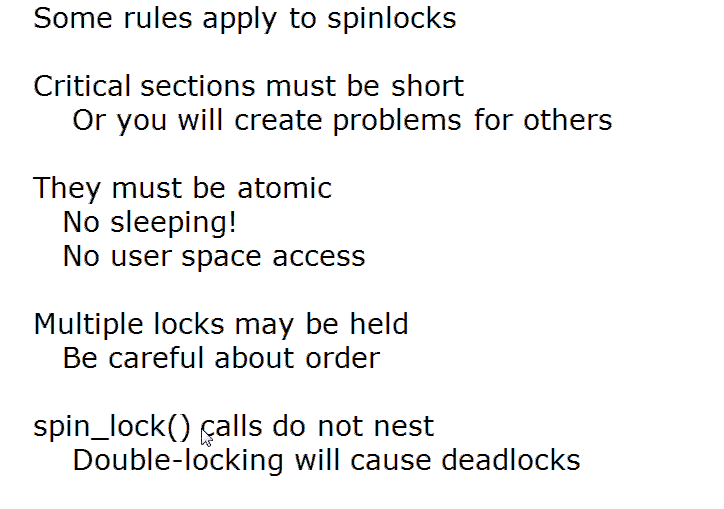 Some rules apply to spinlocks
Critical sections must be short
Or you will create problems for others
They must be atomic
No sleeping!
No user space access
Multiple locks may be held
Be careful about order
spin_lock() calls do not nest
Double-locking will cause deadlocks